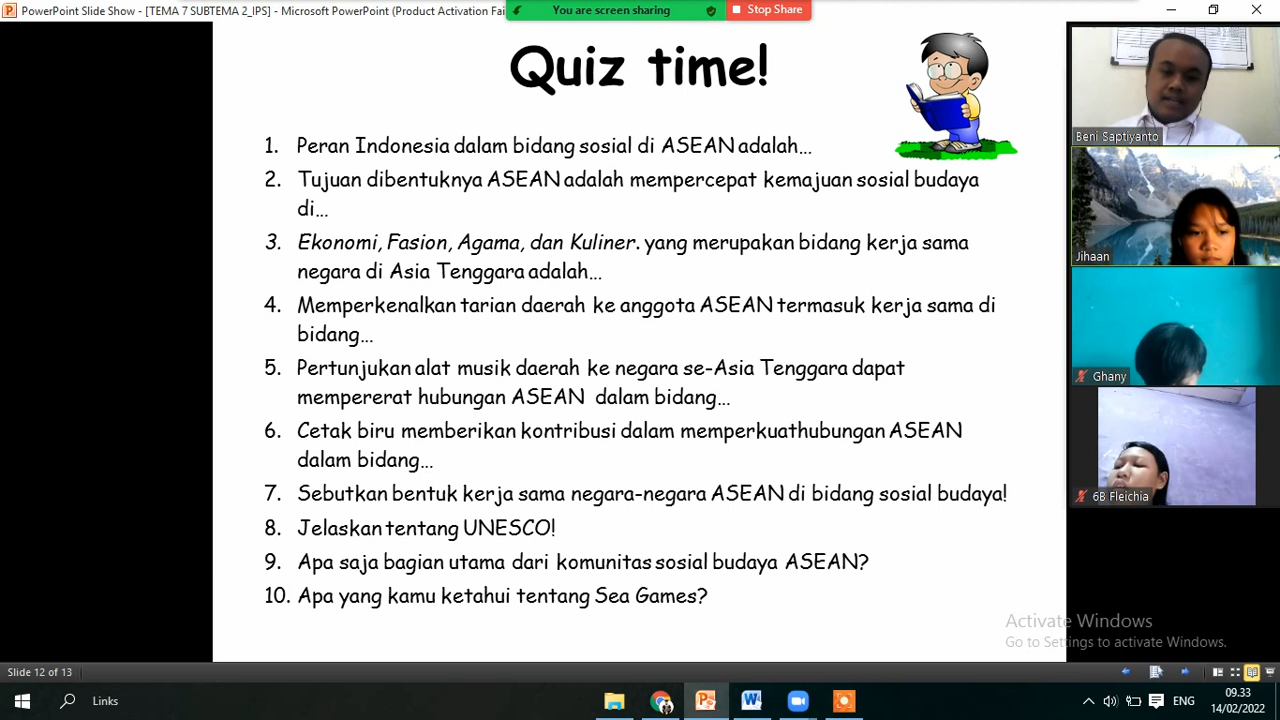 PowerPoint Slide Show - [TEMA 7 SUBTEMA 2_IPS] - Microsoft PowerPoint (Product Activation Fai
You are screen sharing
Stop Share
Quiz time!
1. Peran Indonesia dalam bidang sosial di ASEAN adalah...
2. Tujuan dibentuknya ASEAN adalah mempercepat kemajuan sosial budaya
di...
3. Ekonomi, Fasion, Agama, dan Kuliner. yang merupakan bidang kerja sama
negara di Asia Tenggara adalah...
4. Memperkenalkan tarian daerah ke anggota ASEAN termasuk kerja sama di
bidang...
5. Pertunjukan alat musik daerah ke negara se-Asia Tenggara dapat
mempererat hubungan ASEAN dalam bidang...
6. Cetak biru memberikan kontribusi dalam memperkuathubungan ASEAN
dalam bidang...
7. Sebutkan bentuk kerja sama negara-negara ASEAN di bidang sosial budaya!
8. Jelaskan tentang UNESCO!
9. Apa saja bagian utama dari komunitas sosial budaya ASEAN?
10. Apa yang kamu ketahui tentang Sea Games?
Beni Saptiyanto
Jihaan
Ghany
6B Fleichia
Activate Windows
Go to Settings to activate Windows.
Slide 12 of 13
Links
ENG
09.33
14/02/2022